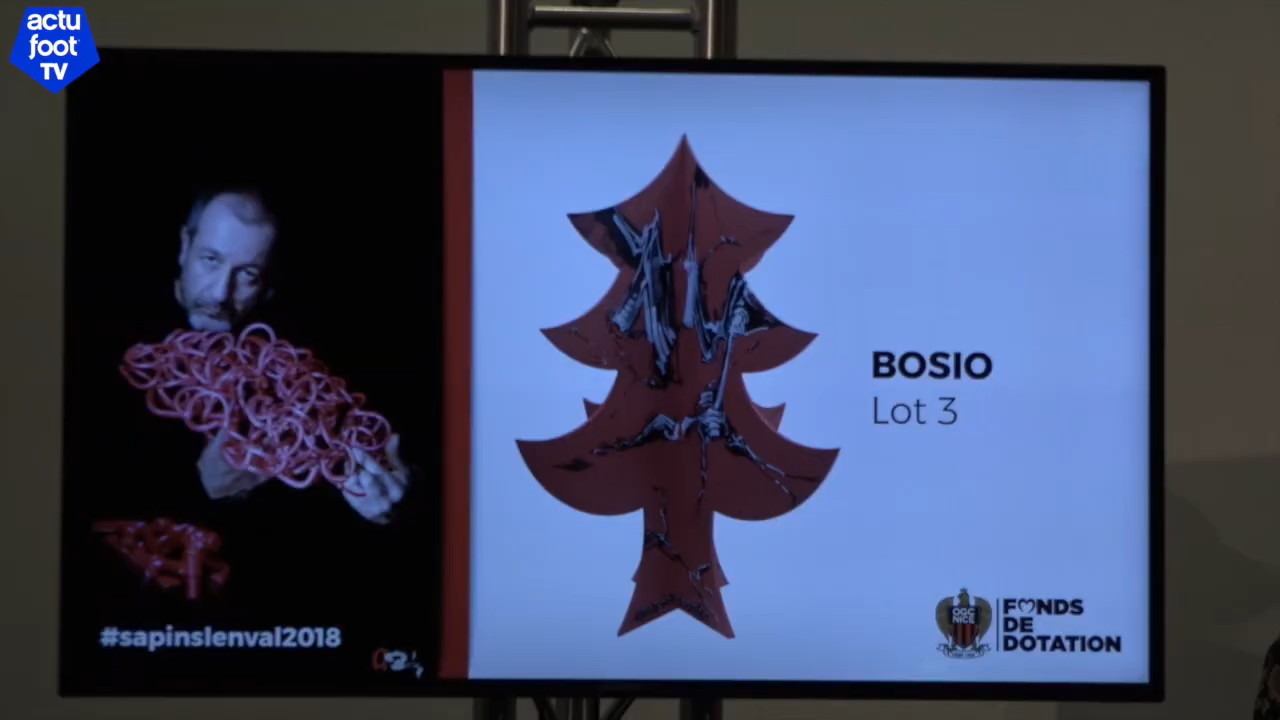 actu
foot
TV
BOSIO
Lot 3
#sapinslenval2018
OGC
NICE
FONDS
DE
DOTATION